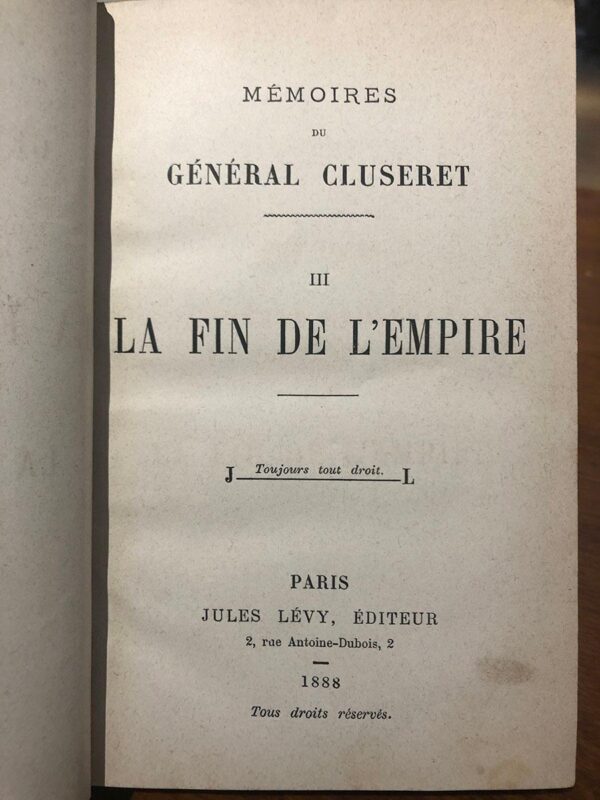 MÉMOIRES
DU
GÉNÉRAL CLUSERET
III
LA FIN DE L'EMPIRE
J Toujours tout droit. L
PARIS
JULES LÉVY, ÉDITEUR
2, rue Antoine-Dubois, 2
1888
Tous droits réservés.